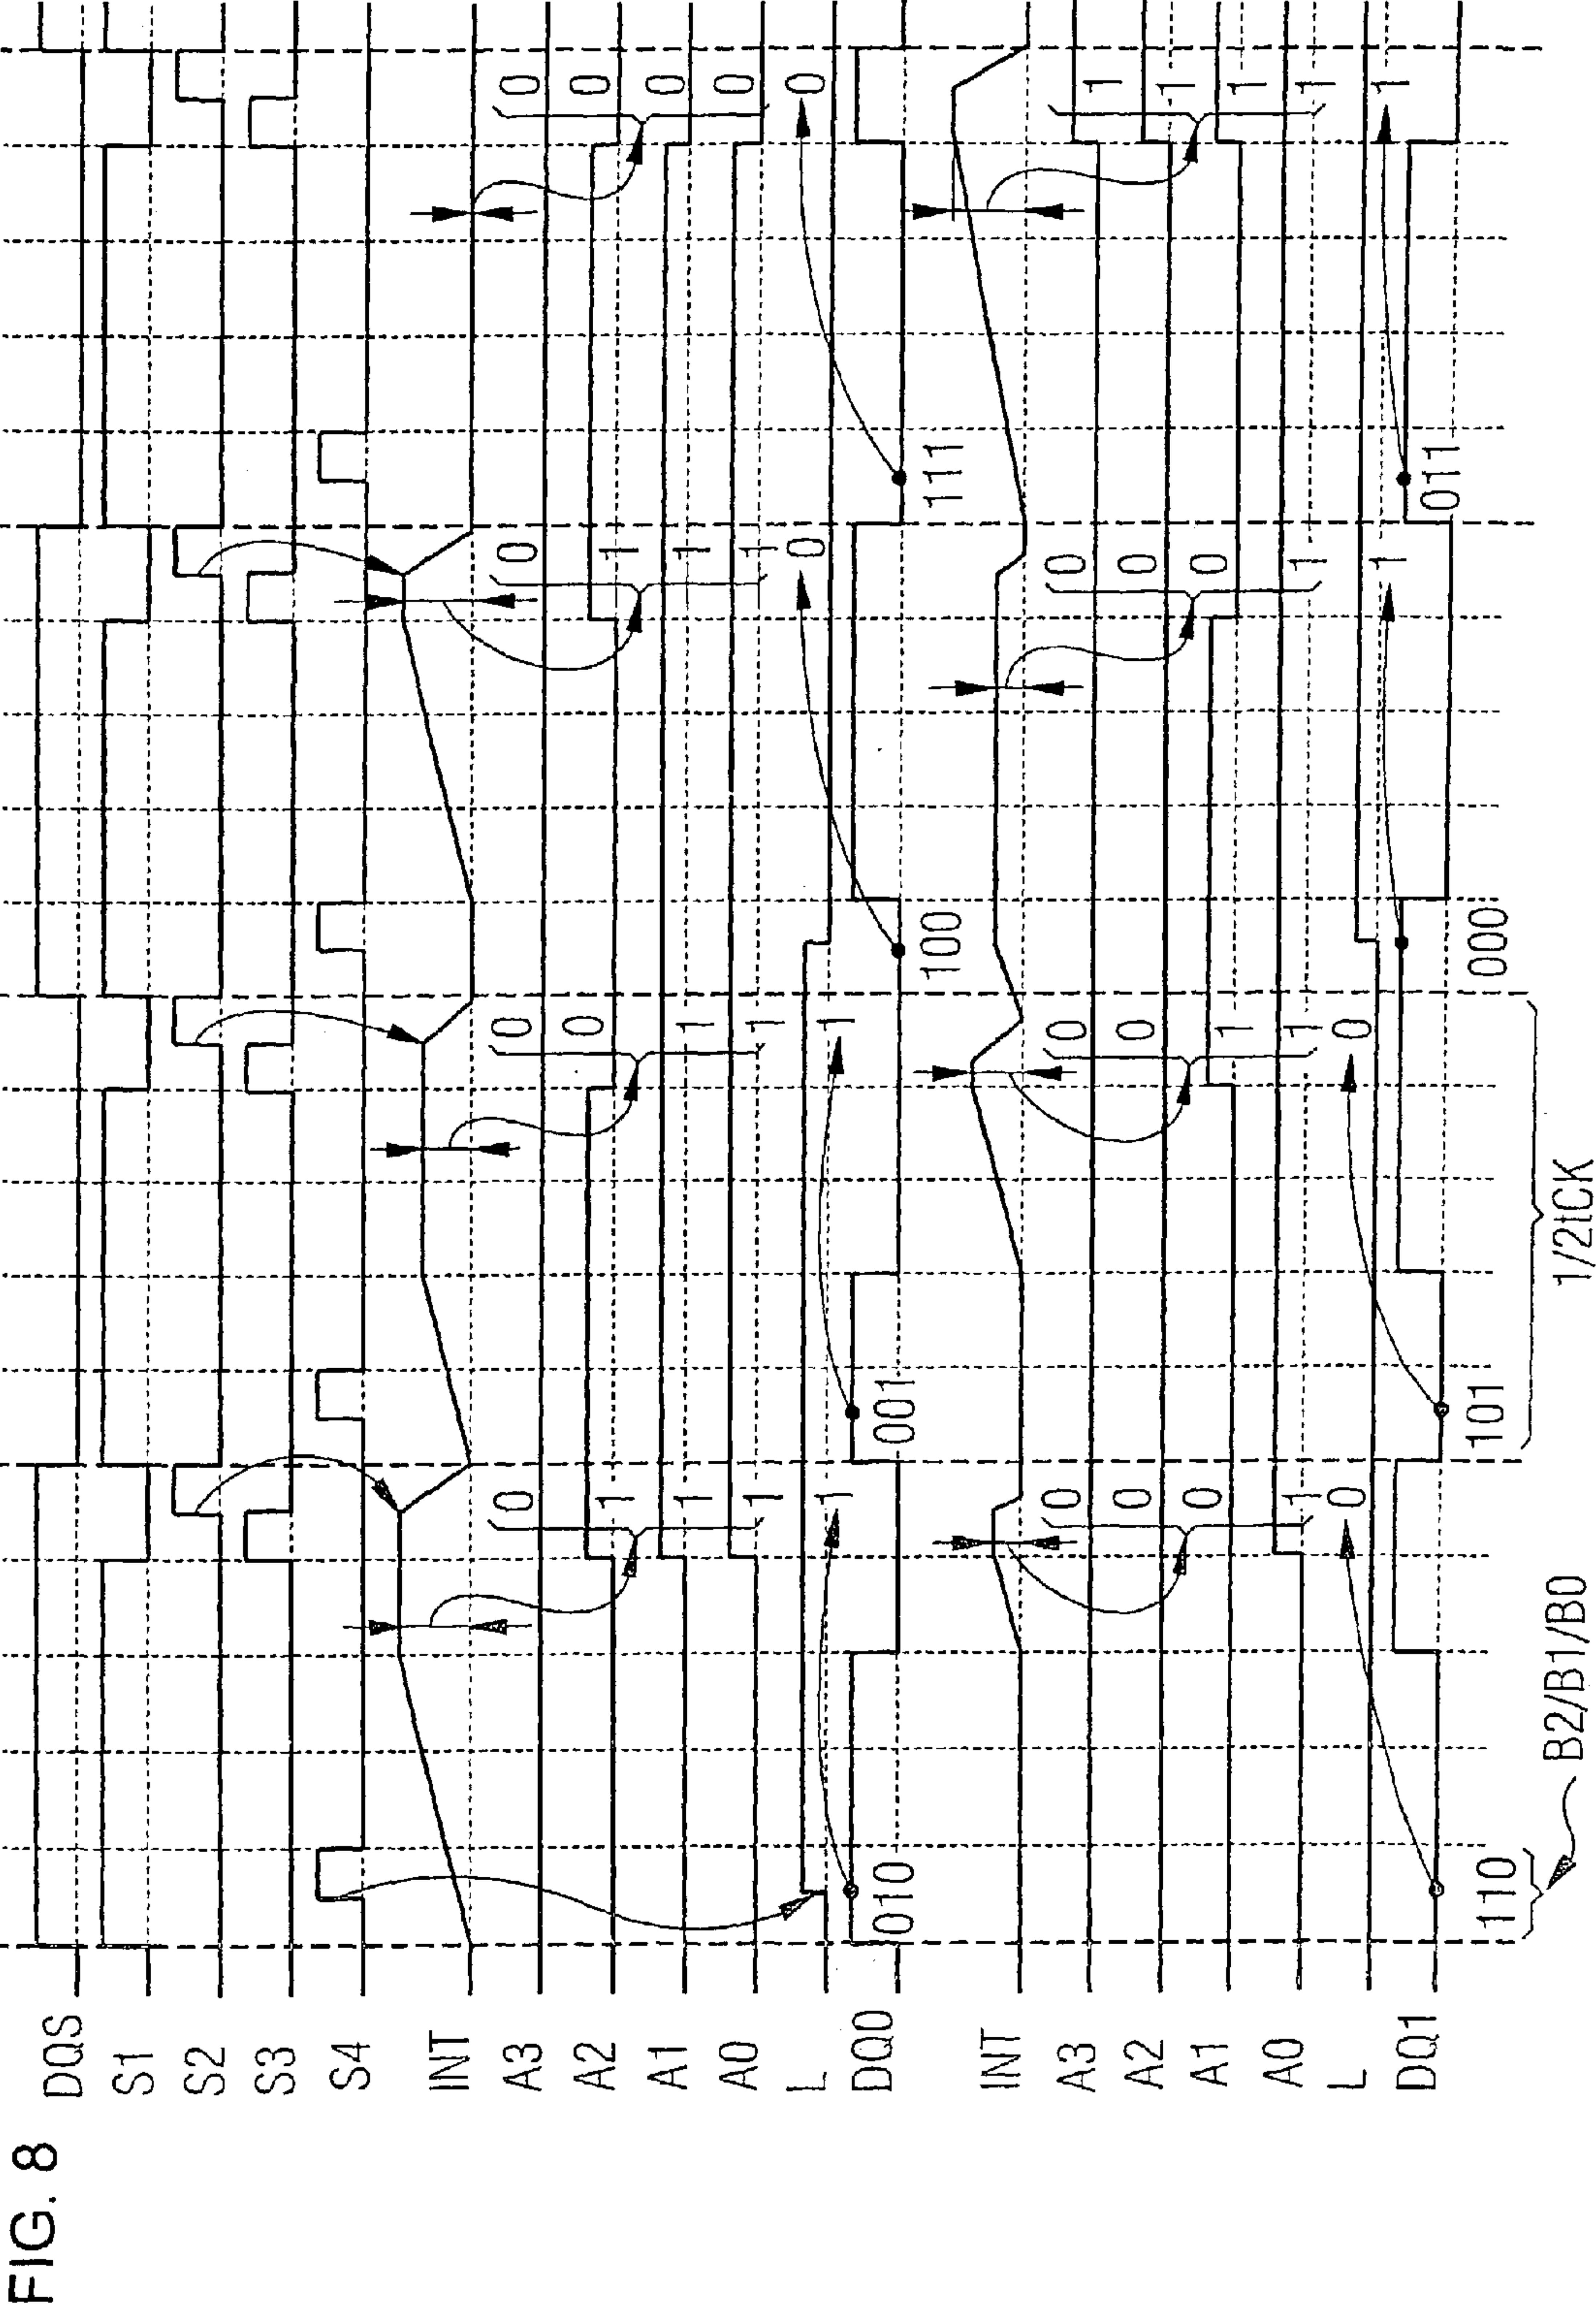 FIG. 8
DQS
S1
S2
S3
S4
INT
A3 0 0 0 0
A2 1 0 1 0
A1 1 1 1 0
A0 1 1 1 0
L 1 1 0 0
DQ0
010 001 100 111
INT
A3 0 0 0 1
A2 0 0 0 1
A1 0 1 0 1
A0 1 1 1 1
L 0 0 1 1
DQ1
110 101 000 011
B2/B1/B0
1/2tCK